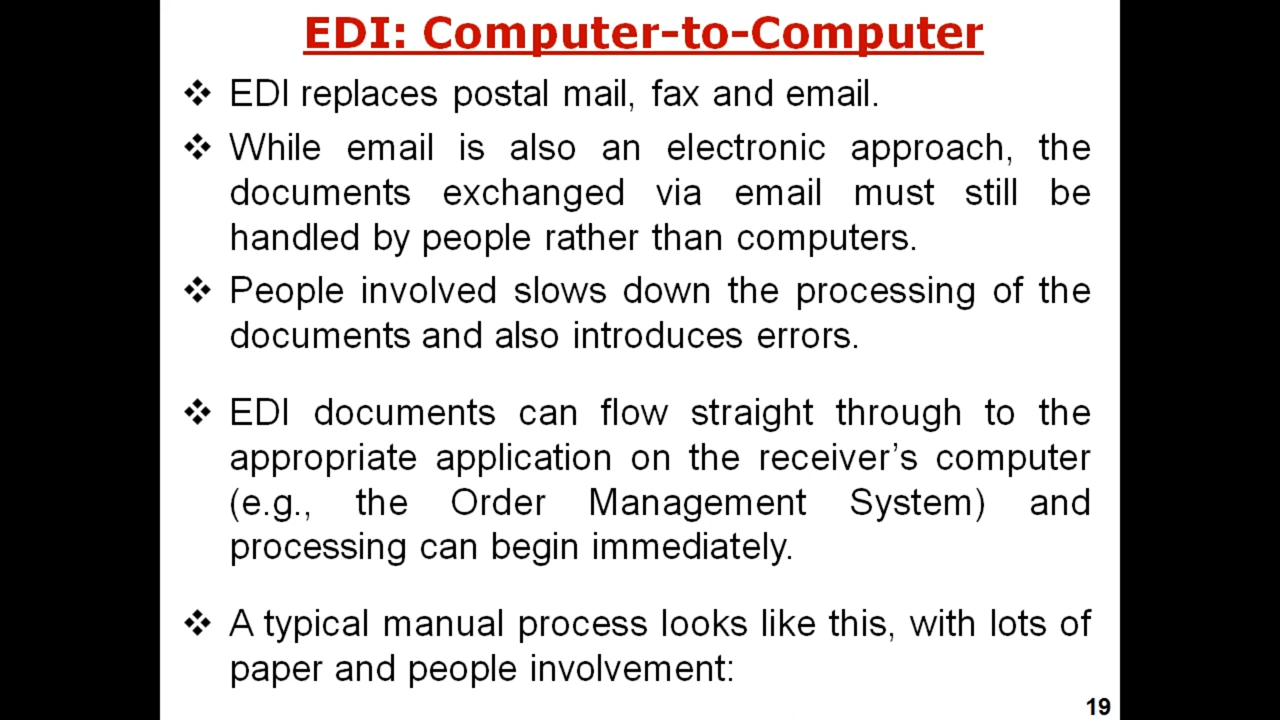 EDI: Computer-to-Computer
❖ EDI replaces postal mail, fax and email.
❖ While email is also an electronic approach, the
documents exchanged via email must still be
handled by people rather than computers.
❖ People involved slows down the processing of the
documents and also introduces errors.
❖ EDI documents can flow straight through to the
appropriate application on the receiver’s computer
(e.g., the Order Management System) and
processing can begin immediately.
❖ A typical manual process looks like this, with lots of
paper and people involvement:
19